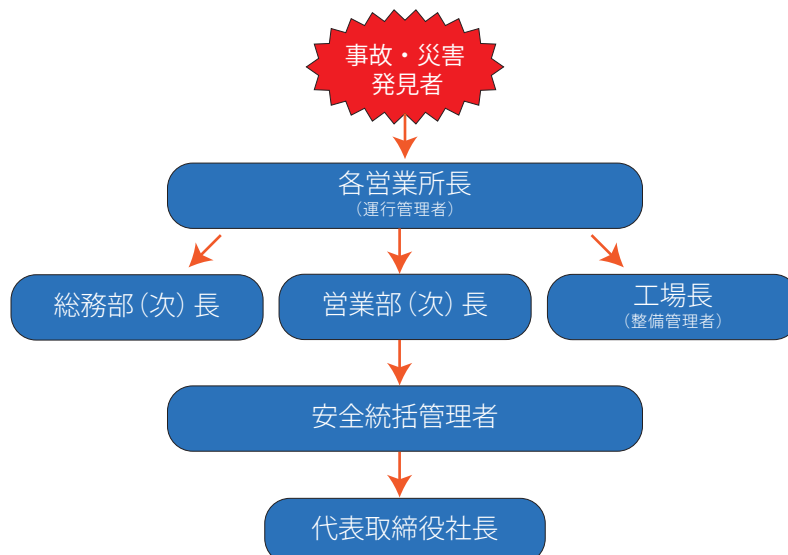 事故・災害
発見者
各営業所長
（運行管理者）
総務部（次）長
営業部（次）長
工場長
（整備管理者）
安全統括管理者
代表取締役社長